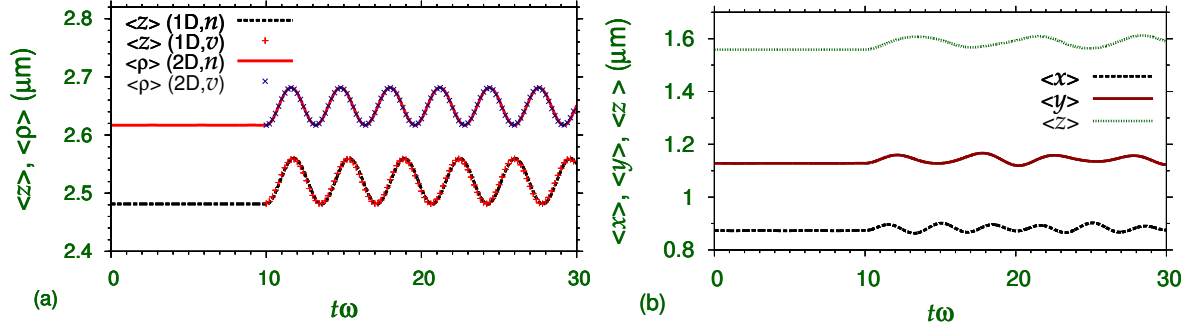 <z>, <ρ> (μm)
2.8
2.7
2.6
2.5
2.4
<z> (1D,n)
<z> (1D,v)
<ρ> (2D,n)
<ρ> (2D,v)
0 10 20 30
tω
(a)
<x>, <y>, <z> (μm)
1.6
1.4
1.2
1
0.8
<x>
<y>
<z>
0 10 20 30
tω
(b)